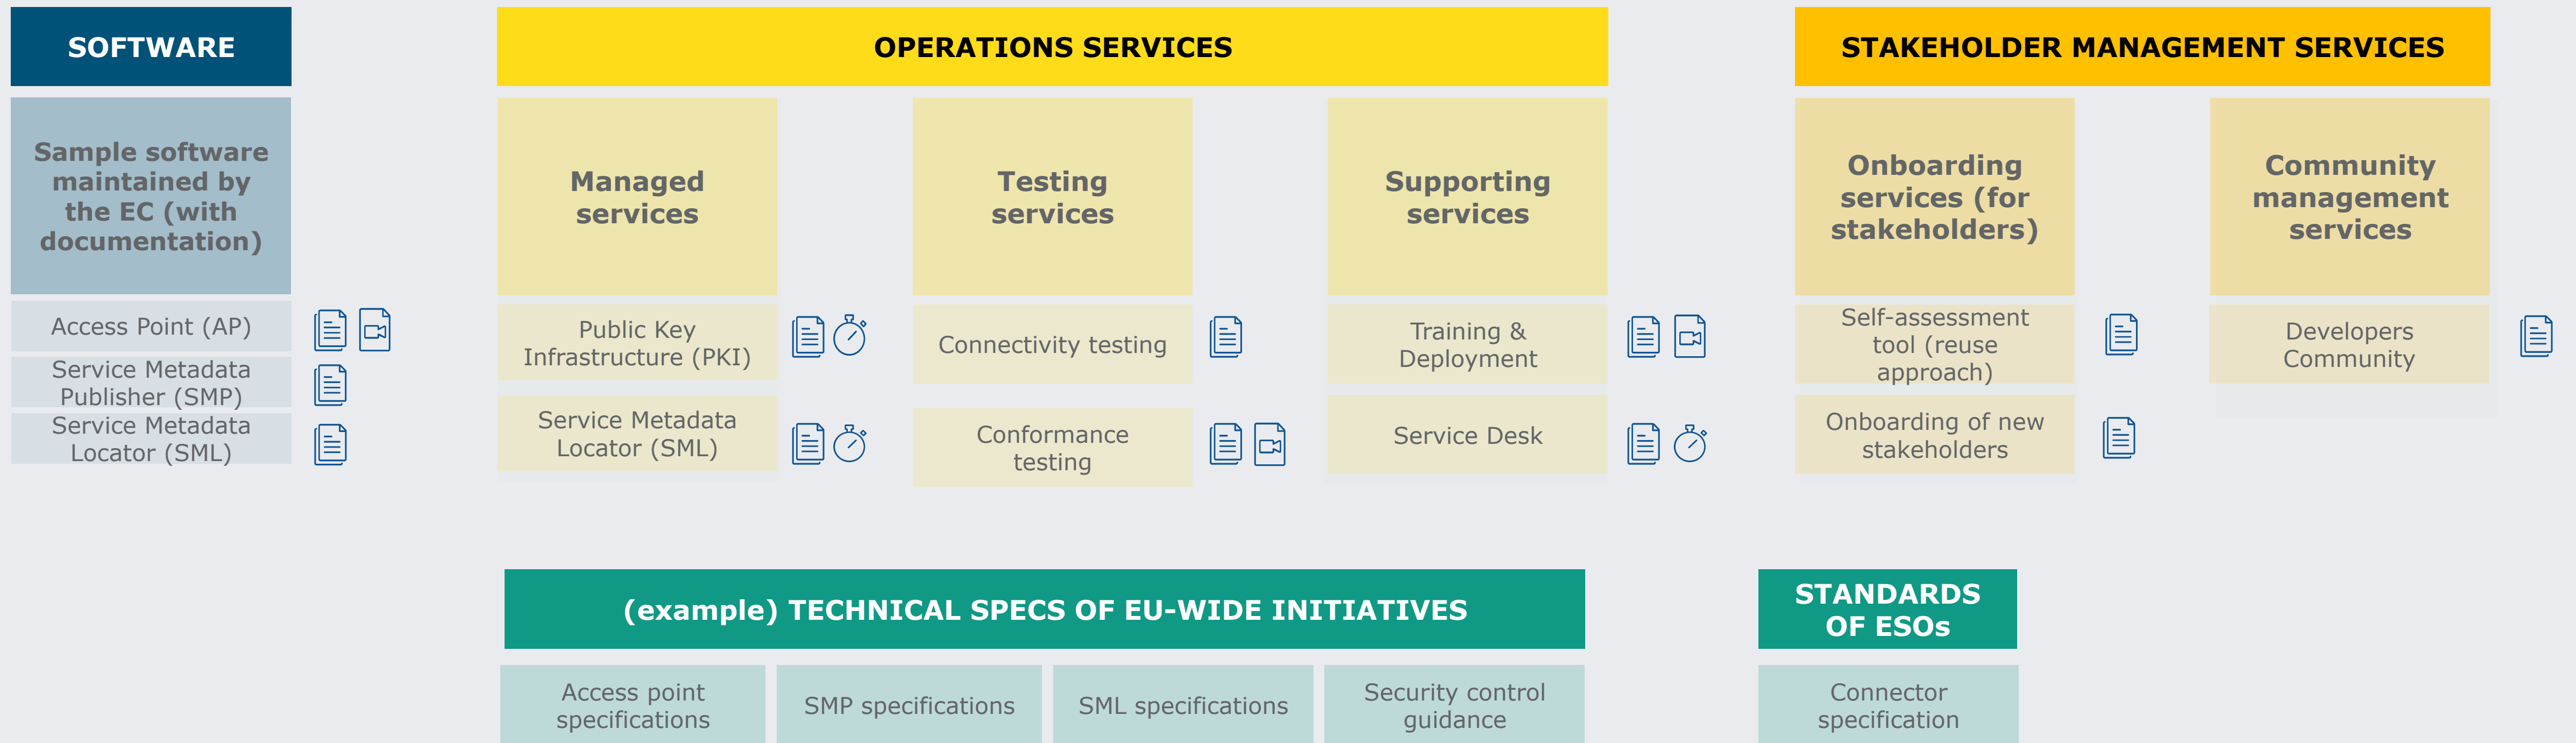 SOFTWARE
Sample software
maintained by
the EC (with
documentation)
Access Point (AP)
Service Metadata
Publisher (SMP)
Service Metadata
Locator (SML)
OPERATIONS SERVICES
Managed
services
Public Key
Infrastructure (PKI)
Service Metadata
Locator (SML)
Testing
services
Connectivity testing
Conformance
testing
Supporting
services
Training &
Deployment
Service Desk
STAKEHOLDER MANAGEMENT SERVICES
Onboarding
services (for
stakeholders)
Self-assessment
tool (reuse
approach)
Onboarding of new
stakeholders
Community
management
services
Developers
Community
(example) TECHNICAL SPECS OF EU-WIDE INITIATIVES
Access point
specifications
SMP specifications
SML specifications
Security control
guidance
STANDARDS
OF ESOs
Connector
specification